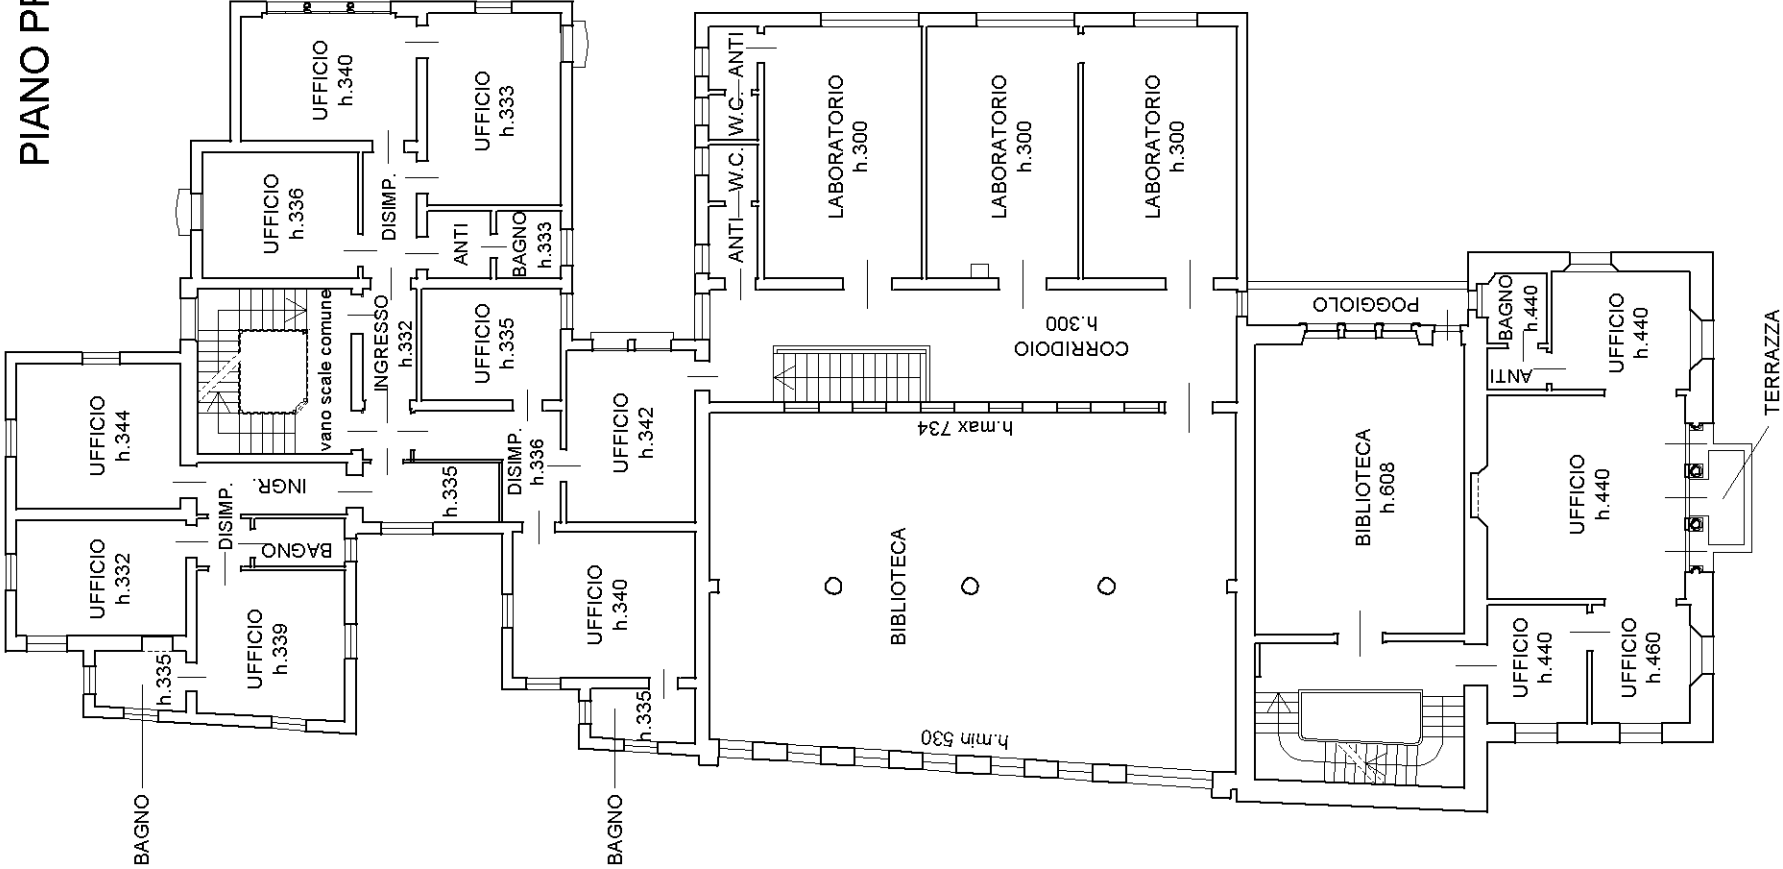 PIANO PR
UFFICIO
h.340
UFFICIO
h.333
UFFICIO
h.336
DISIMP.
ANTI
BAGNO
h.333
vano scale comune
INGRESSO
h.332
UFFICIO
h.335
UFFICIO
h.344
INGR.
DISIMP.
UFFICIO
h.332
BAGNO
UFFICIO
h.339
h.335
BAGNO
h.335
DISIMP.
h.336
UFFICIO
h.342
UFFICIO
h.340
h.335
BAGNO
ANTI
W.C.
W.C.
ANTI
LABORATORIO
h.300
LABORATORIO
h.300
LABORATORIO
h.300
CORRIDOIO
h.300
h.max 734
BIBLIOTECA
h.min 530
POGGIOLO
BIBLIOTECA
h.608
BAGNO
h.440
ANTI
UFFICIO
h.440
UFFICIO
h.440
UFFICIO
h.440
UFFICIO
h.460
TERRAZZA